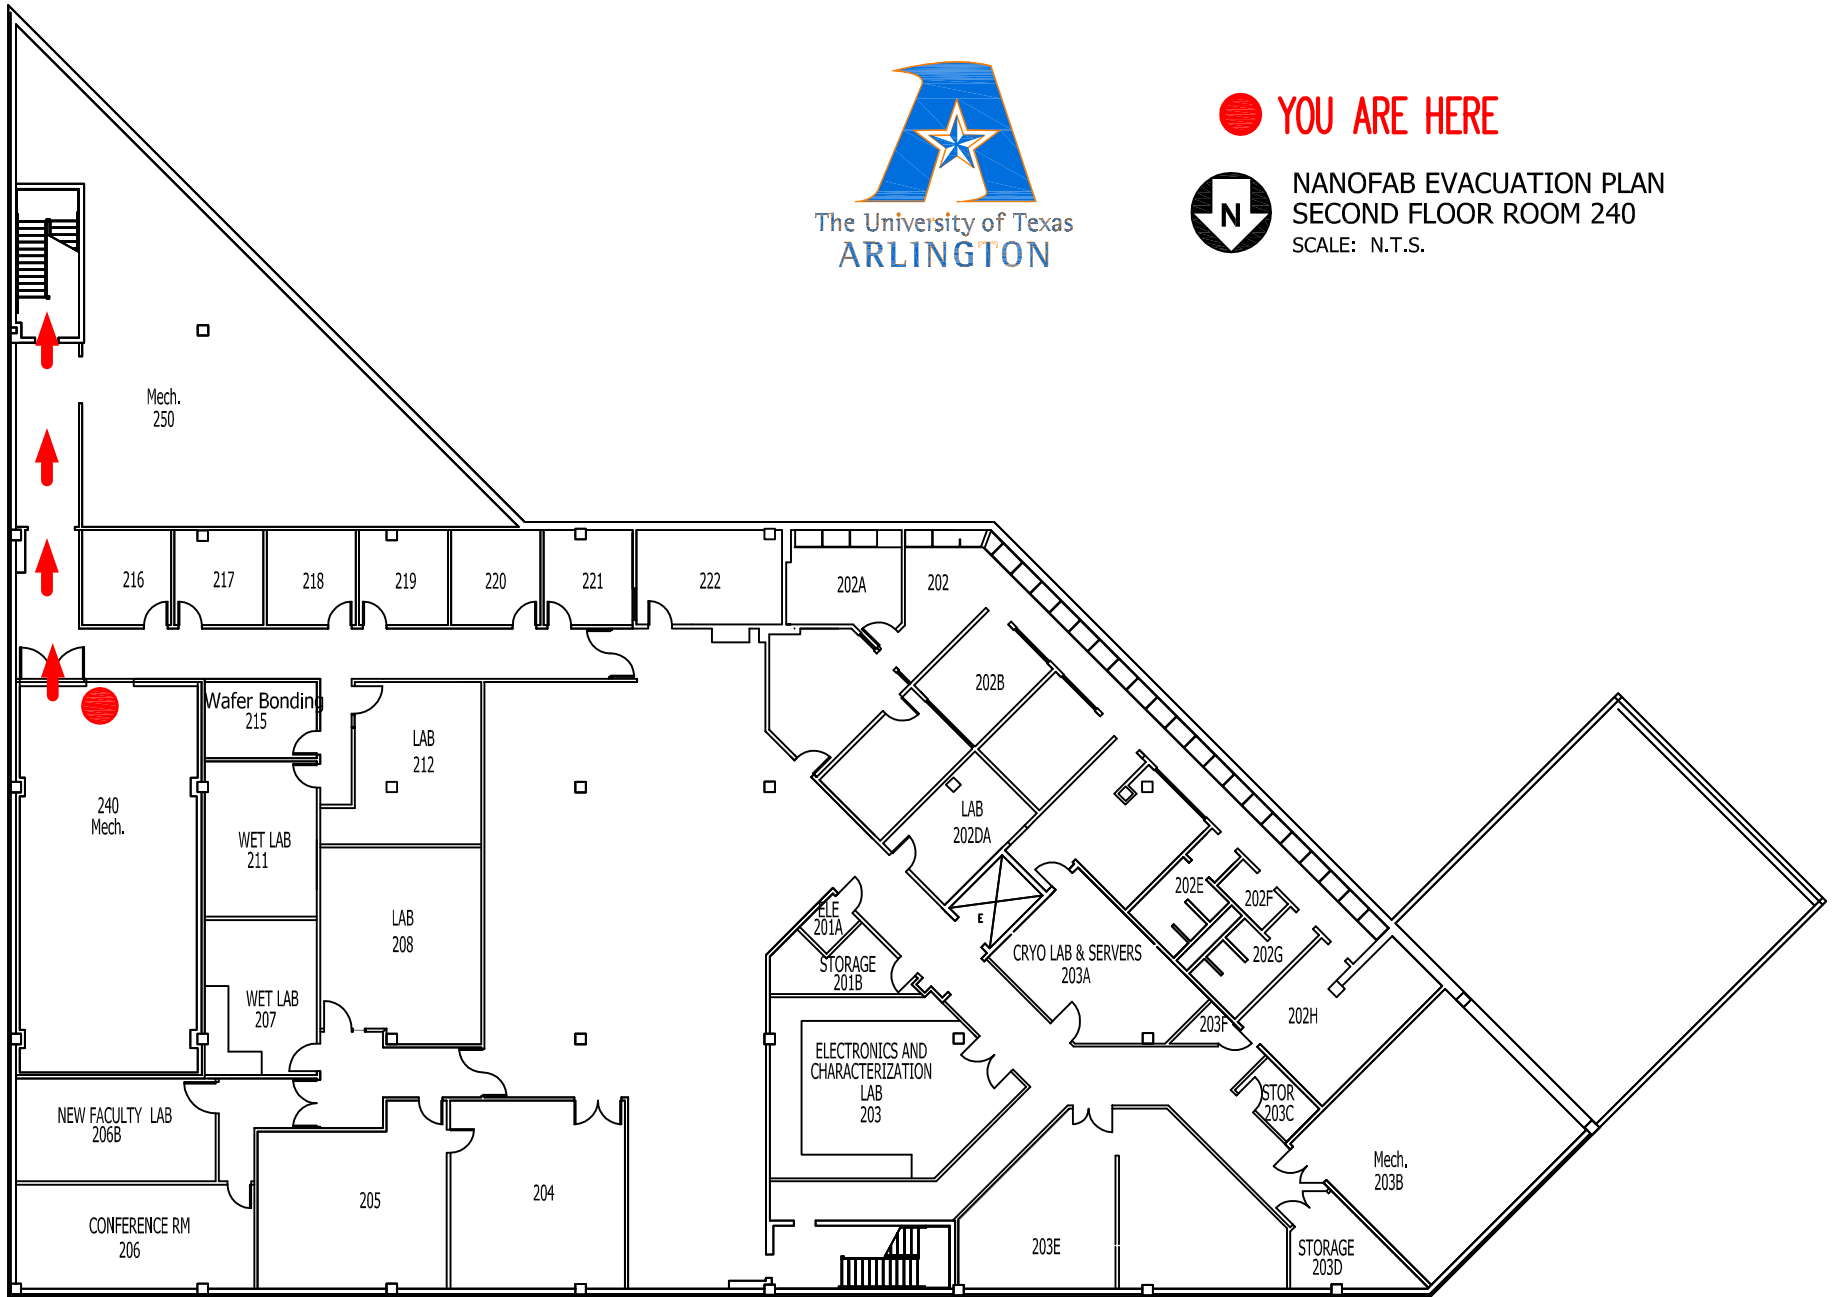 The University of Texas
ARLINGTON
YOU ARE HERE
N
NANOFAB EVACUATION PLAN
SECOND FLOOR ROOM 240
SCALE: N.T.S.
Mech.
250
216
217
218
219
220
221
222
202A
202
202B
Wafer Bonding
215
LAB
212
240
Mech.
WET LAB
211
LAB
202DA
LAB
208
202E
202F
202G
E
ELE
201A
STORAGE
201B
CRYO LAB & SERVERS
203A
WET LAB
207
203F
202H
ELECTRONICS AND
CHARACTERIZATION
LAB
203
STOR
203C
NEW FACULTY LAB
206B
Mech.
203B
205
204
CONFERENCE RM
206
203E
STORAGE
203D